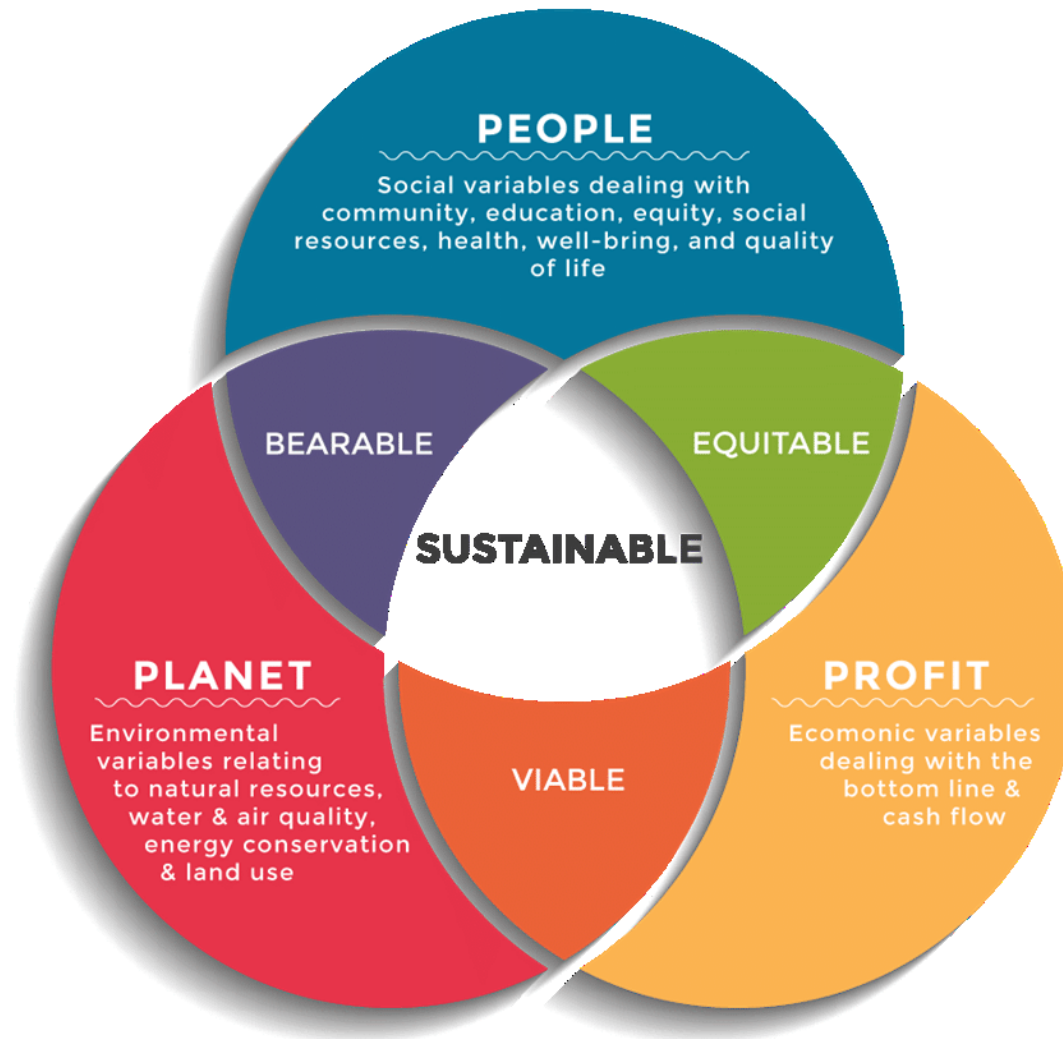 PEOPLE
Social variables dealing with
community, education, equity, social
resources, health, well-bring, and quality
of life
BEARABLE
EQUITABLE
SUSTAINABLE
PLANET
Environmental
variables relating
to natural resources,
water & air quality,
energy conservation
& land use
VIABLE
PROFIT
Ecomonic variables
dealing with the
bottom line &
cash flow